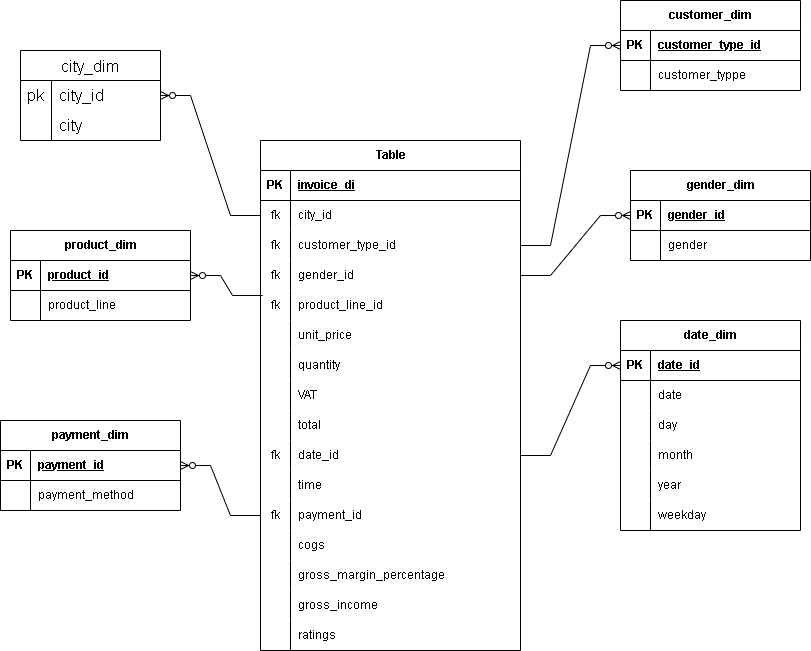 customer_dim
PK customer_type_id
customer_typpe
city_dim
pk city_id
city
Table
PK invoice_di
fk city_id
fk customer_type_id
fk gender_id
fk product_line_id
unit_price
quantity
VAT
total
fk date_id
time
fk payment_id
cogs
gross_margin_percentage
gross_income
ratings
gender_dim
PK gender_id
gender
product_dim
PK product_id
product_line
date_dim
PK date_id
date
day
month
year
weekday
payment_dim
PK payment_id
payment_method